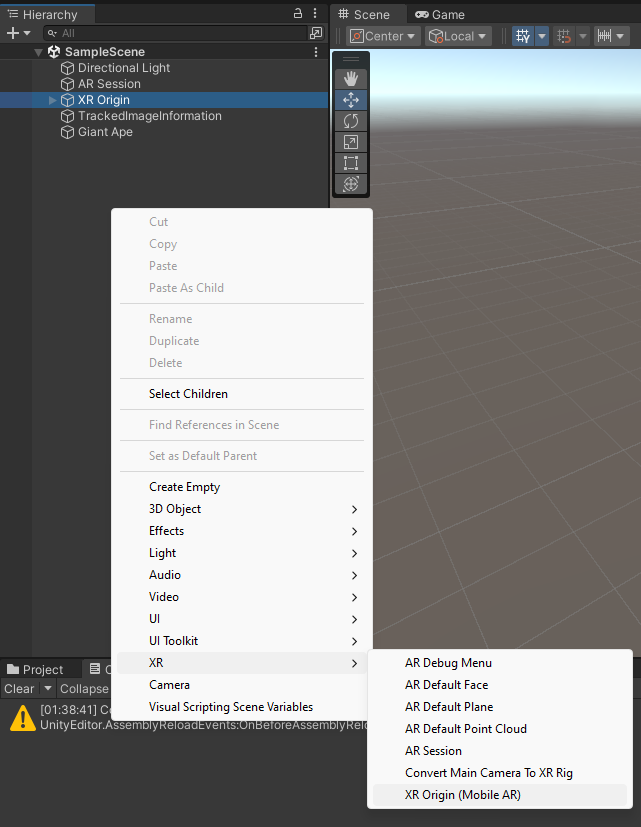 Hierarchy
All
SampleScene
Directional Light
AR Session
XR Origin
TrackedImageInformation
Giant Ape
Scene
Game
Center
Local
Cut
Copy
Paste
Paste As Child
Rename
Duplicate
Delete
Select Children
Find References in Scene
Set as Default Parent
Create Empty
3D Object
Effects
Light
Audio
Video
UI
UI Toolkit
XR
Camera
Visual Scripting Scene Variables
AR Debug Menu
AR Default Face
AR Default Plane
AR Default Point Cloud
AR Session
Convert Main Camera To XR Rig
XR Origin (Mobile AR)
Project
Clear
Collapse
[01:38:41]
UnityEditor.AssemblyReloadEvents:OnBeforeAssemblyRelo